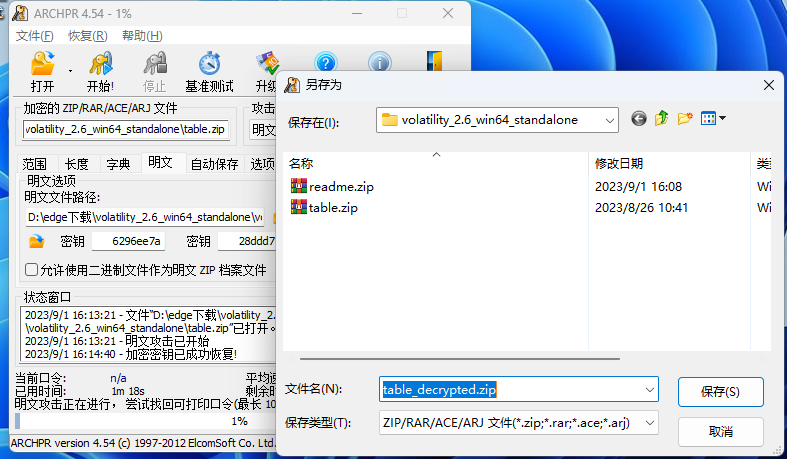 ARCHPR 4.54 - 1%
文件(F) 恢复(R) 帮助(H)
打开 开始! 停止 基准测试 升级
加密的 ZIP/RAR/ACE/ARJ 文件 攻击
volatility_2.6_win64_standalone\table.zip 明文
范围 长度 字典 明文 自动保存 选项
明文选项
明文文件路径:
D:\edge下载\volatility_2.6_win64_standalone\v
密钥 6296ee7a 密钥 28ddd7
允许使用二进制文件作为明文 ZIP 档案文件
状态窗口
2023/9/1 16:13:21 - 文件"D:\edge下载\volatility_2.6
\volatility_2.6_win64_standalone\table.zip"已打开。
2023/9/1 16:13:21 - 明文攻击已开始
2023/9/1 16:14:40 - 加密密钥已成功恢复!
当前口令: n/a 平均速
已用时间: 1m 18s 剩余时
明文攻击正在进行，尝试找回可打印口令(最长 10
1%
ARCHPR version 4.54 (c) 1997-2012 ElcomSoft Co. Ltd.
另存为
保存在(I): volatility_2.6_win64_standalone
名称 修改日期 类
readme.zip 2023/9/1 16:08 Wi
table.zip 2023/8/26 10:41 Wi
文件名(N): table_decrypted.zip 保存(S)
保存类型(T): ZIP/RAR/ACE/ARJ 文件(*.zip;*.rar;*.ace;*.arj) 取消